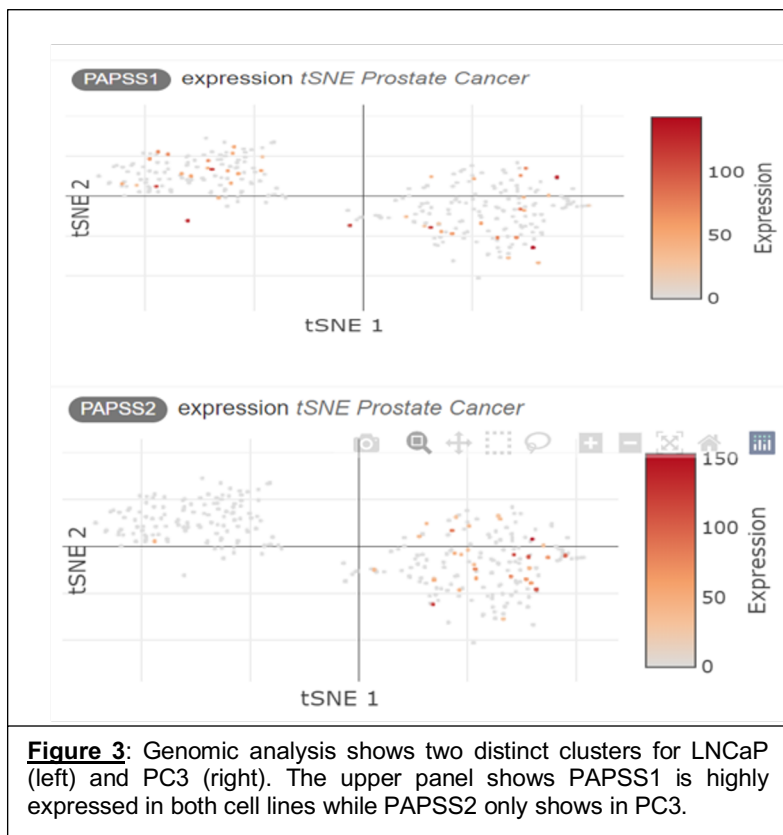 PAPSS1 expression tSNE Prostate Cancer
tSNE 2
100
50
0
Expression
tSNE 1
PAPSS2 expression tSNE Prostate Cancer
tSNE 2
150
100
50
0
Expression
tSNE 1
Figure 3: Genomic analysis shows two distinct clusters for LNCaP
(left) and PC3 (right). The upper panel shows PAPSS1 is highly
expressed in both cell lines while PAPSS2 only shows in PC3.